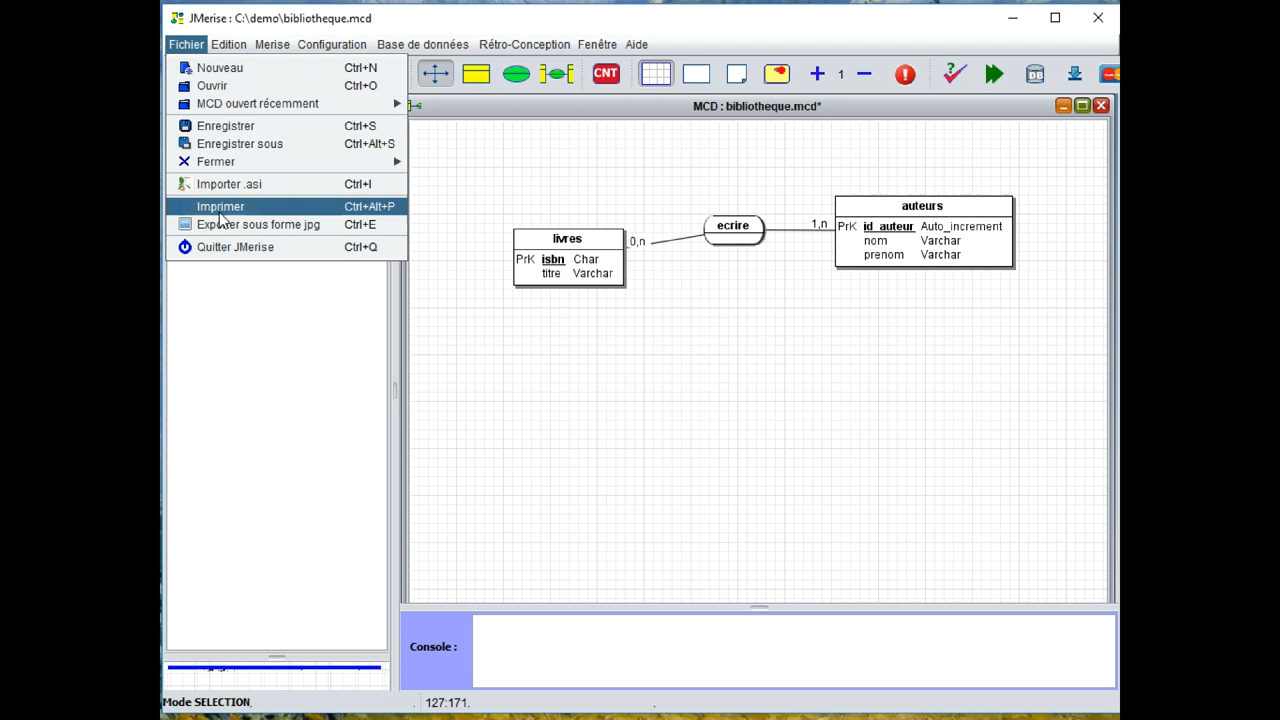 JMerise : C:\demo\bibliotheque.mcd
Fichier Edition Merise Configuration Base de données Rétro-Conception Fenêtre Aide
Nouveau Ctrl+N
Ouvrir Ctrl+O
MCD ouvert récemment
Enregistrer Ctrl+S
Enregistrer sous Ctrl+Alt+S
Fermer
Importer .asi Ctrl+I
Imprimer Ctrl+Alt+P
Exporter sous forme jpg Ctrl+E
Quitter JMerise Ctrl+Q
CNT 1 DB
MCD : bibliotheque.mcd*
livres
PrK isbn Char
titre Varchar
0,n
ecrire
1,n
auteurs
PrK id_auteur Auto_increment
nom Varchar
prenom Varchar
Console :
Mode SELECTION. . 127:171. .